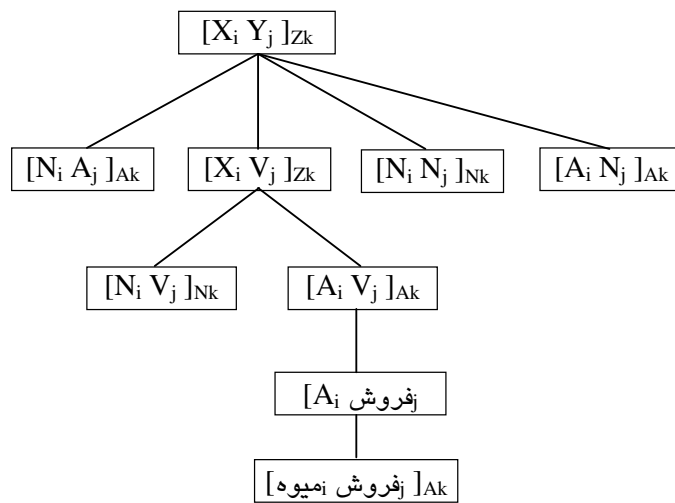 [Xi Yj ]Zk
[Ni Aj ]Ak
[Xi Vj ]Zk
[Ni Nj ]Nk
[Ai Nj ]Ak
[Ni Vj ]Nk
[Ai Vj ]Ak
[Ai فروشj
[میوهi فروشj ]Ak